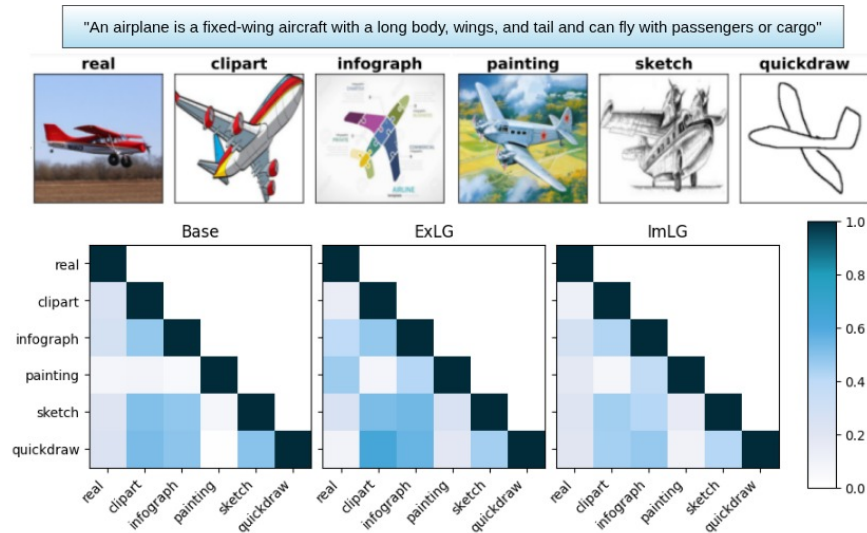 "An airplane is a fixed-wing aircraft with a long body, wings, and tail and can fly with passengers or cargo"
real clipart infograph painting sketch quickdraw
AIRLINE
Base ExLG ImLG
1.0
real
clipart
0.8
infograph
0.6
painting
0.4
sketch
0.2
quickdraw
0.0
real clipart infograph painting sketch quickdraw real clipart infograph painting sketch quickdraw real clipart infograph painting sketch quickdraw